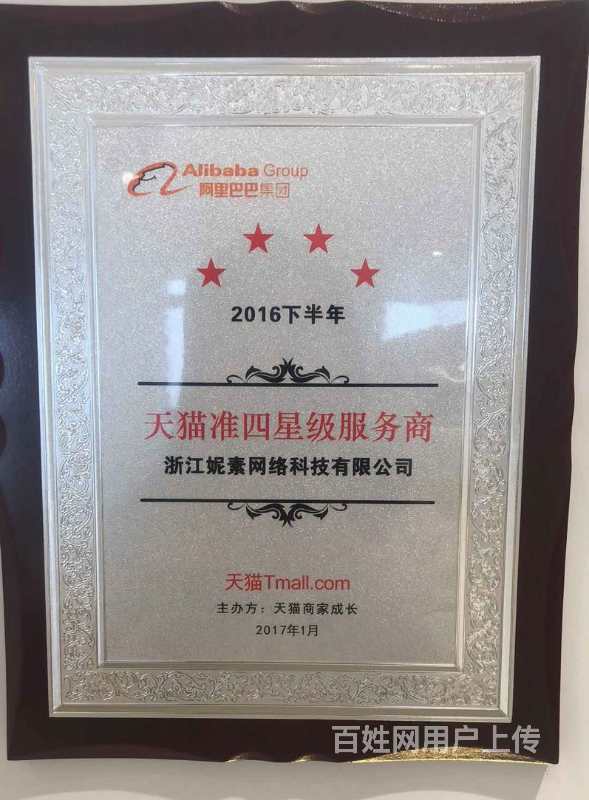 Alibaba Group
阿里巴巴集团
2016下半年
天猫准四星级服务商
浙江妮素网络科技有限公司
天猫Tmall.com
主办方：天猫商家成长
2017年1月
百姓网用户上传